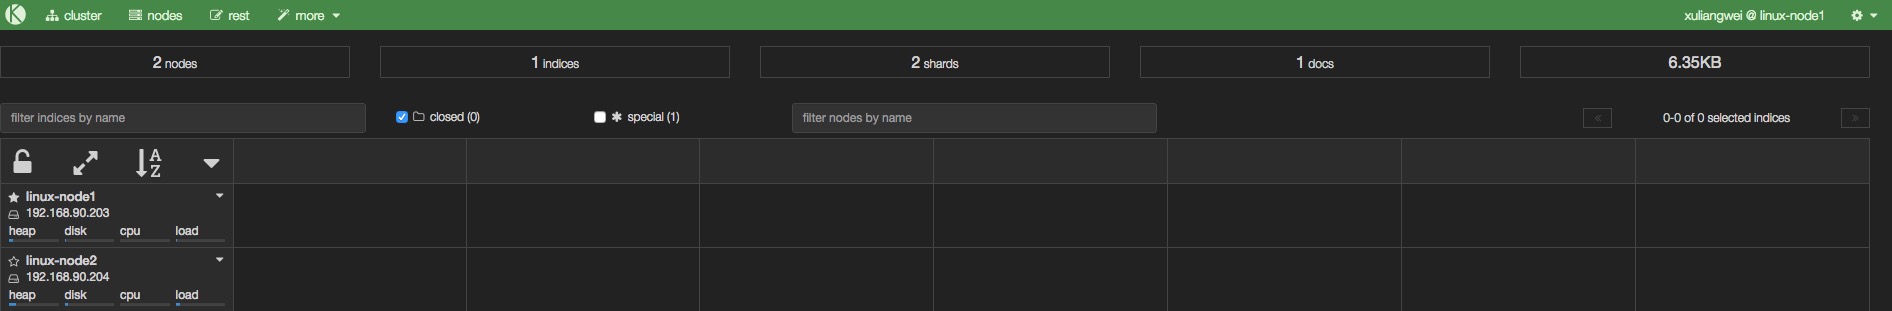 cluster nodes rest more xuliangwei @ linux-node1
2 nodes 1 indices 2 shards 1 docs 6.35KB
filter indices by name closed (0) special (1) filter nodes by name « 0-0 of 0 selected indices »
A
Z
linux-node1
192.168.90.203
heap disk cpu load
linux-node2
192.168.90.204
heap disk cpu load